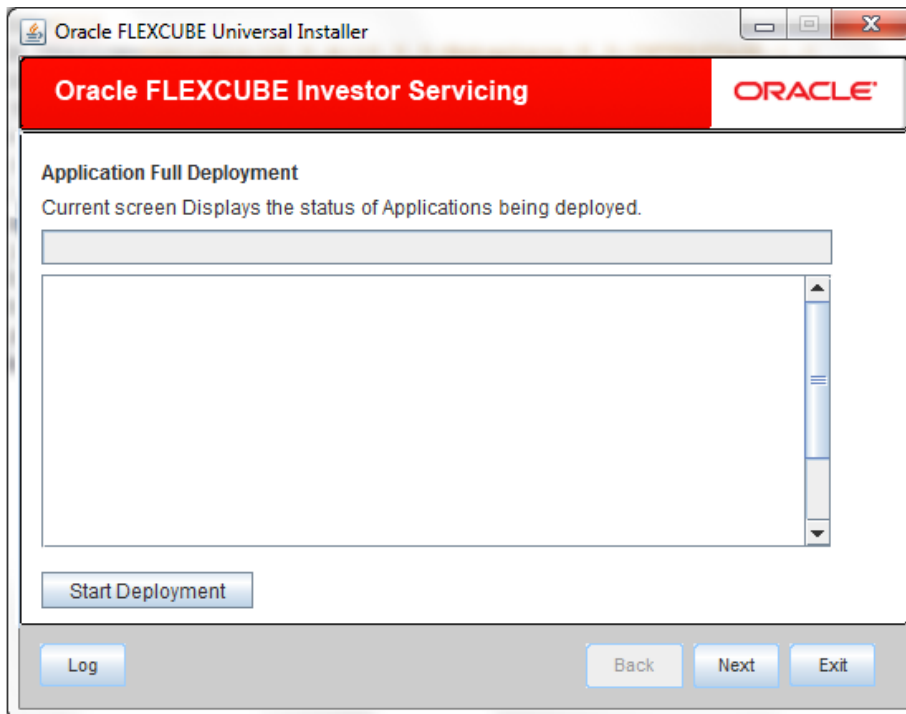 Oracle FLEXCUBE Universal Installer
Oracle FLEXCUBE Investor Servicing
ORACLE
Application Full Deployment
Current screen Displays the status of Applications being deployed.
Start Deployment
Log
Back
Next
Exit